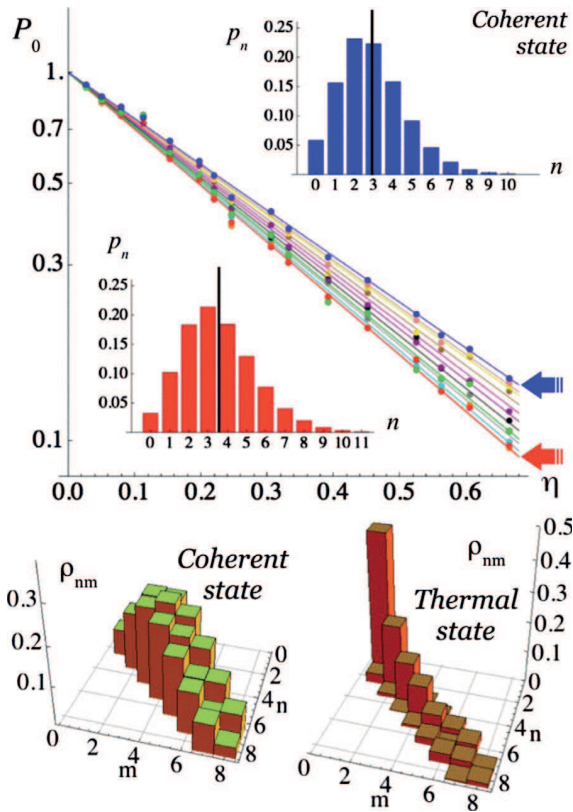 P₀
1.
0.7
0.5
0.3
0.1
0.0 0.1 0.2 0.3 0.4 0.5 0.6 η
Coherent
state
pₙ
0.25
0.20
0.15
0.10
0.05
0 1 2 3 4 5 6 7 8 9 10 n
pₙ
0.25
0.20
0.15
0.10
0.05
0 1 2 3 4 5 6 7 8 9 10 11 n
ρₙₘ
Coherent
state
0.3
0.2
0.1
0 2 4 6 8
m
0
2
4 n
6
8
ρₙₘ
Thermal
state
0.5
0.4
0.3
0.2
0.1
0
2
4 n
6
8
0 2 4 6 8
m